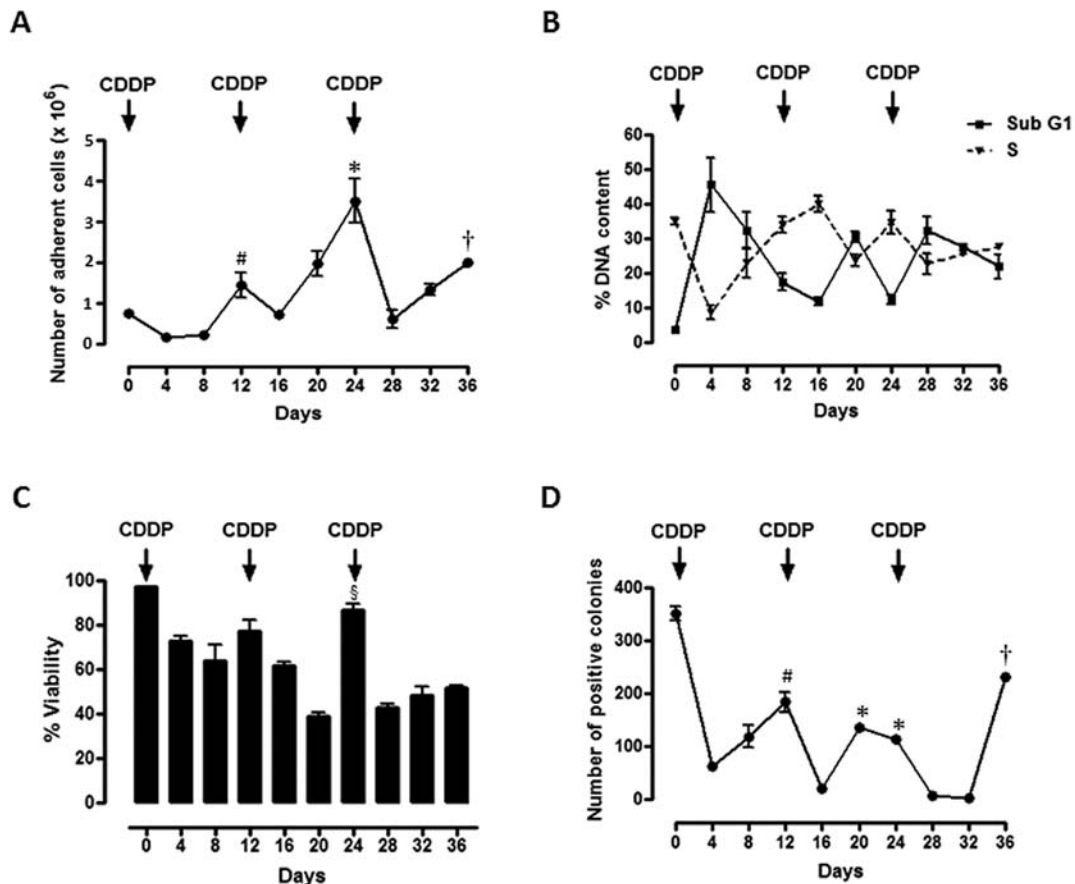 A
CDDP CDDP CDDP
Number of adherent cells (x 10⁶)
5
4
3
2
1
0
#
*
†
0 4 8 12 16 20 24 28 32 36
Days
B
CDDP CDDP CDDP
Sub G1
S
% DNA content
60
50
40
30
20
10
0
0 4 8 12 16 20 24 28 32 36
Days
C
CDDP CDDP CDDP
% Viability
100
80
60
40
20
0
§
0 4 8 12 16 20 24 28 32 36
Days
D
CDDP CDDP CDDP
Number of positive colonies
400
300
200
100
0
#
* *
†
0 4 8 12 16 20 24 28 32 36
Days